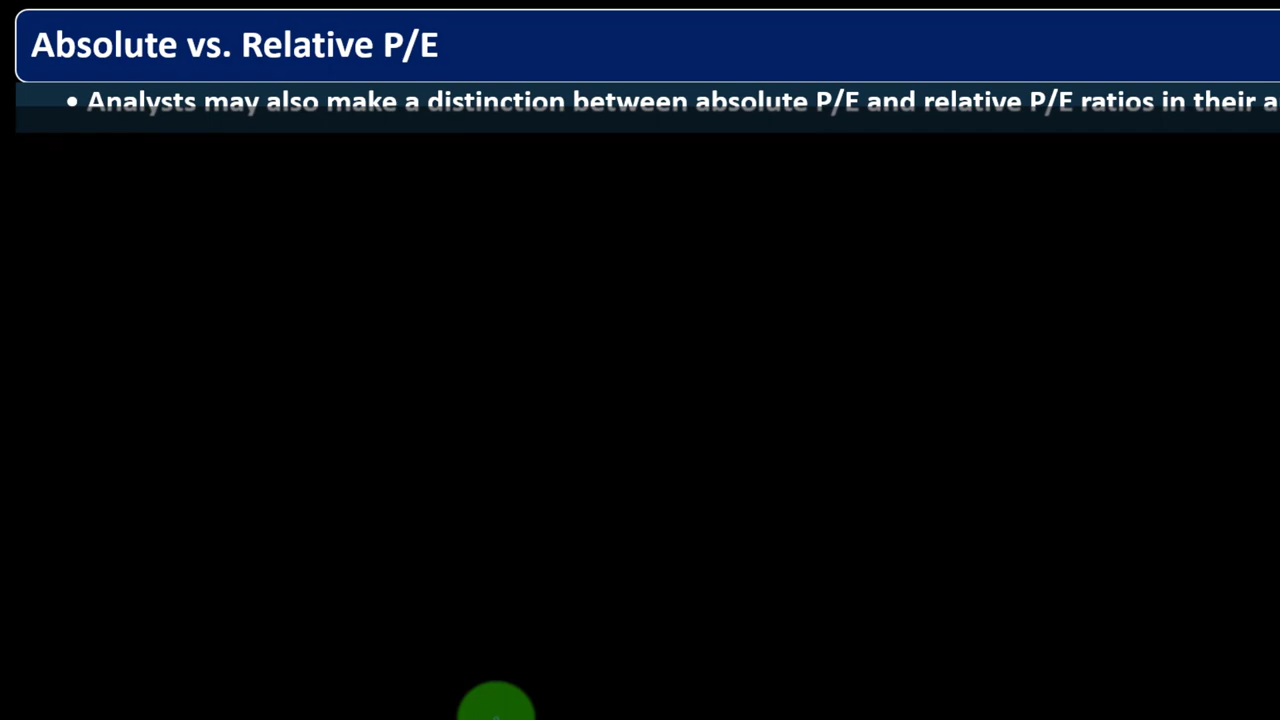 Absolute vs. Relative P/E
• Analysts may also make a distinction between absolute P/E and relative P/E ratios in their a